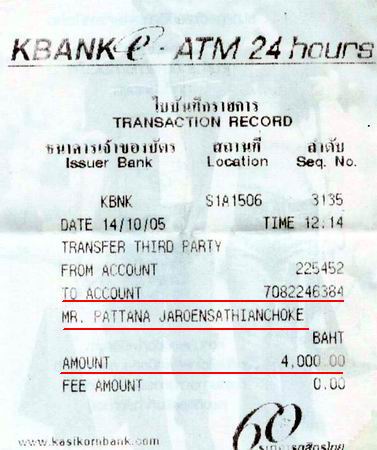 KBANK e-ATM 24 hours
ใบบันทึกรายการ
TRANSACTION RECORD
ธนาคารเจ้าของบัตร สถานที่ ลำดับ
Issuer Bank Location Seq. No.
KBNK S1A1506 3135
DATE 14/10/05 TIME 12.14
TRANSFER THIRD PARTY
FROM ACCOUNT 225452
TO ACCOUNT 7082246384
MR. PATTANA JAROENSATHIANCHOKE
BAHT
AMOUNT 4,000.00
FEE AMOUNT 0.00
www.kasikornbank.com 60